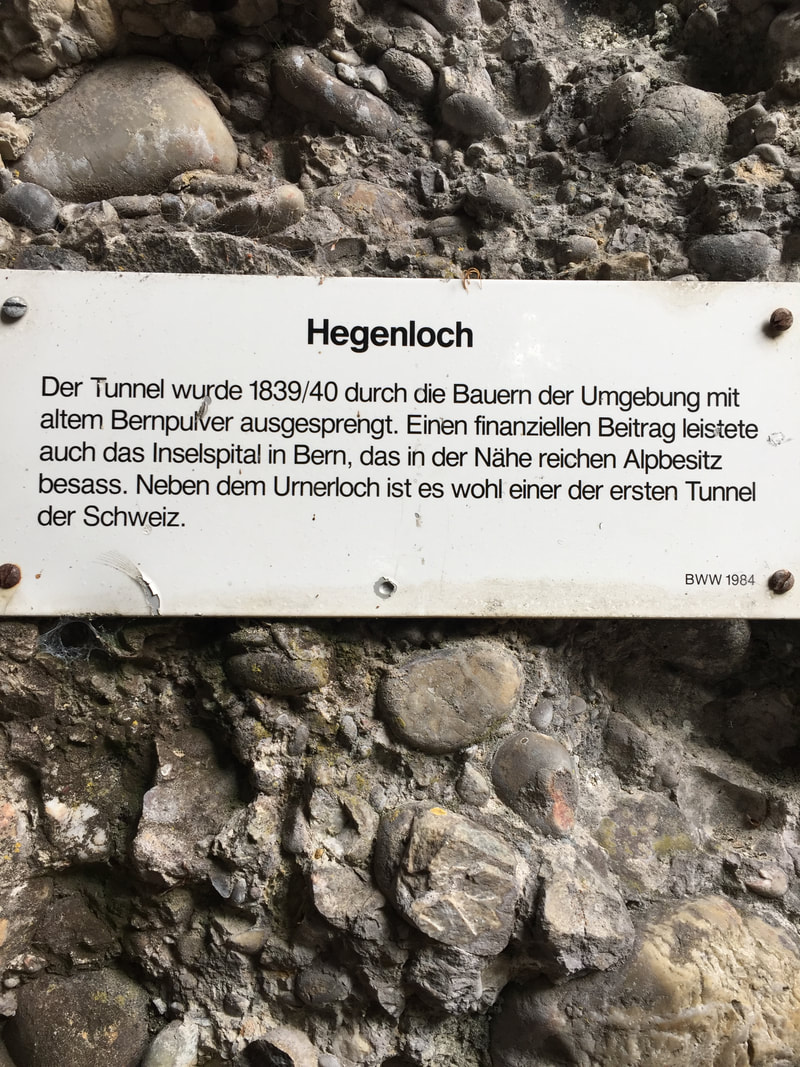 Hegenloch
Der Tunnel wurde 1839/40 durch die Bauern der Umgebung mit
altem Bernpulver ausgesprengt. Einen finanziellen Beitrag leistete
auch das Inselspital in Bern, das in der Nähe reichen Alpbesitz
besass. Neben dem Urnerloch ist es wohl einer der ersten Tunnel
der Schweiz.
BWW 1984